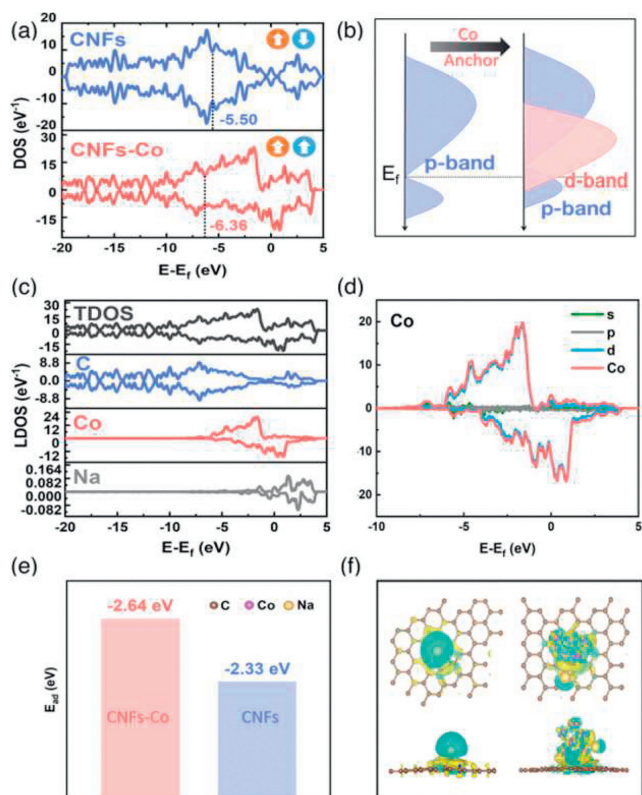 (a)
CNFs
-5.50
CNFs-Co
-6.36
DOS (eV⁻¹)
20
10
0
10
20
30
15
0
-15
-20 -15 -10 -5 0 5
E-Ef (eV)
(b)
Co
Anchor
p-band
Ef
d-band
p-band
(c)
TDOS
C
Co
Na
LDOS (eV⁻¹)
30
15
0
-15
8.8
0.0
-8.8
24
12
0
-12
0.164
0.082
0.000
-0.082
-20 -15 -10 -5 0 5
E-Ef (eV)
(d)
Co
s
p
d
Co
20
10
0
10
20
-10 -5 0 5
E-Ef (eV)
(e)
-2.64 eV
C Co Na
-2.33 eV
Ead
CNFs-Co
CNFs
(f)